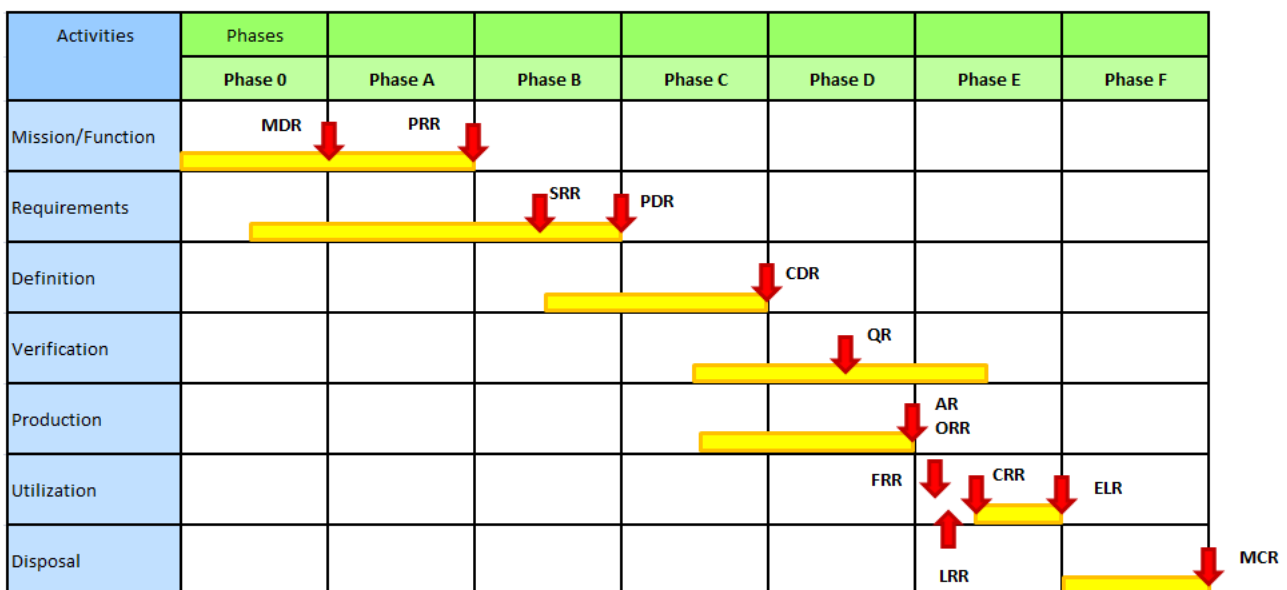 Activities
Phases
Phase 0
Phase A
Phase B
Phase C
Phase D
Phase E
Phase F
Mission/Function
MDR
PRR
Requirements
SRR
PDR
Definition
CDR
Verification
QR
Production
AR
ORR
Utilization
FRR
CRR
ELR
Disposal
LRR
MCR